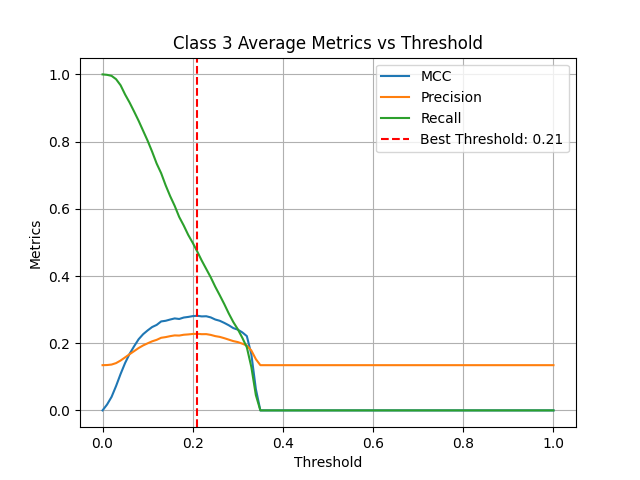 Class 3 Average Metrics vs Threshold
MCC
Precision
Recall
Best Threshold: 0.21
Metrics
1.0
0.8
0.6
0.4
0.2
0.0
0.0 0.2 0.4 0.6 0.8 1.0
Threshold